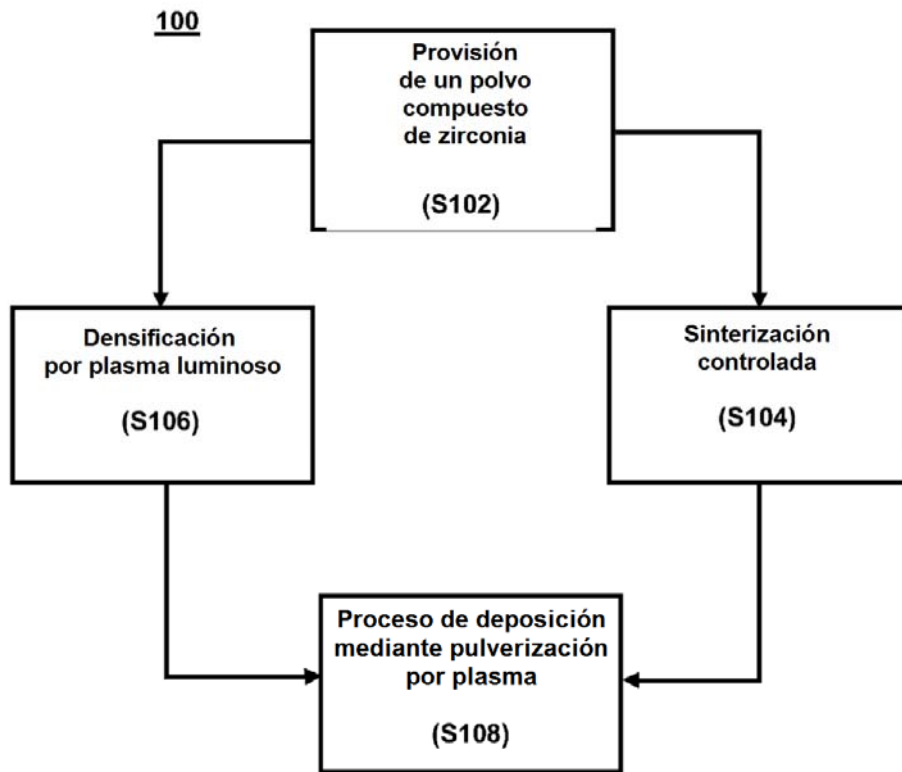 100
Provisión
de un polvo
compuesto
de zirconia
(S102)
Densificación
por plasma luminoso
(S106)
Sinterización
controlada
(S104)
Proceso de deposición
mediante pulverización
por plasma
(S108)